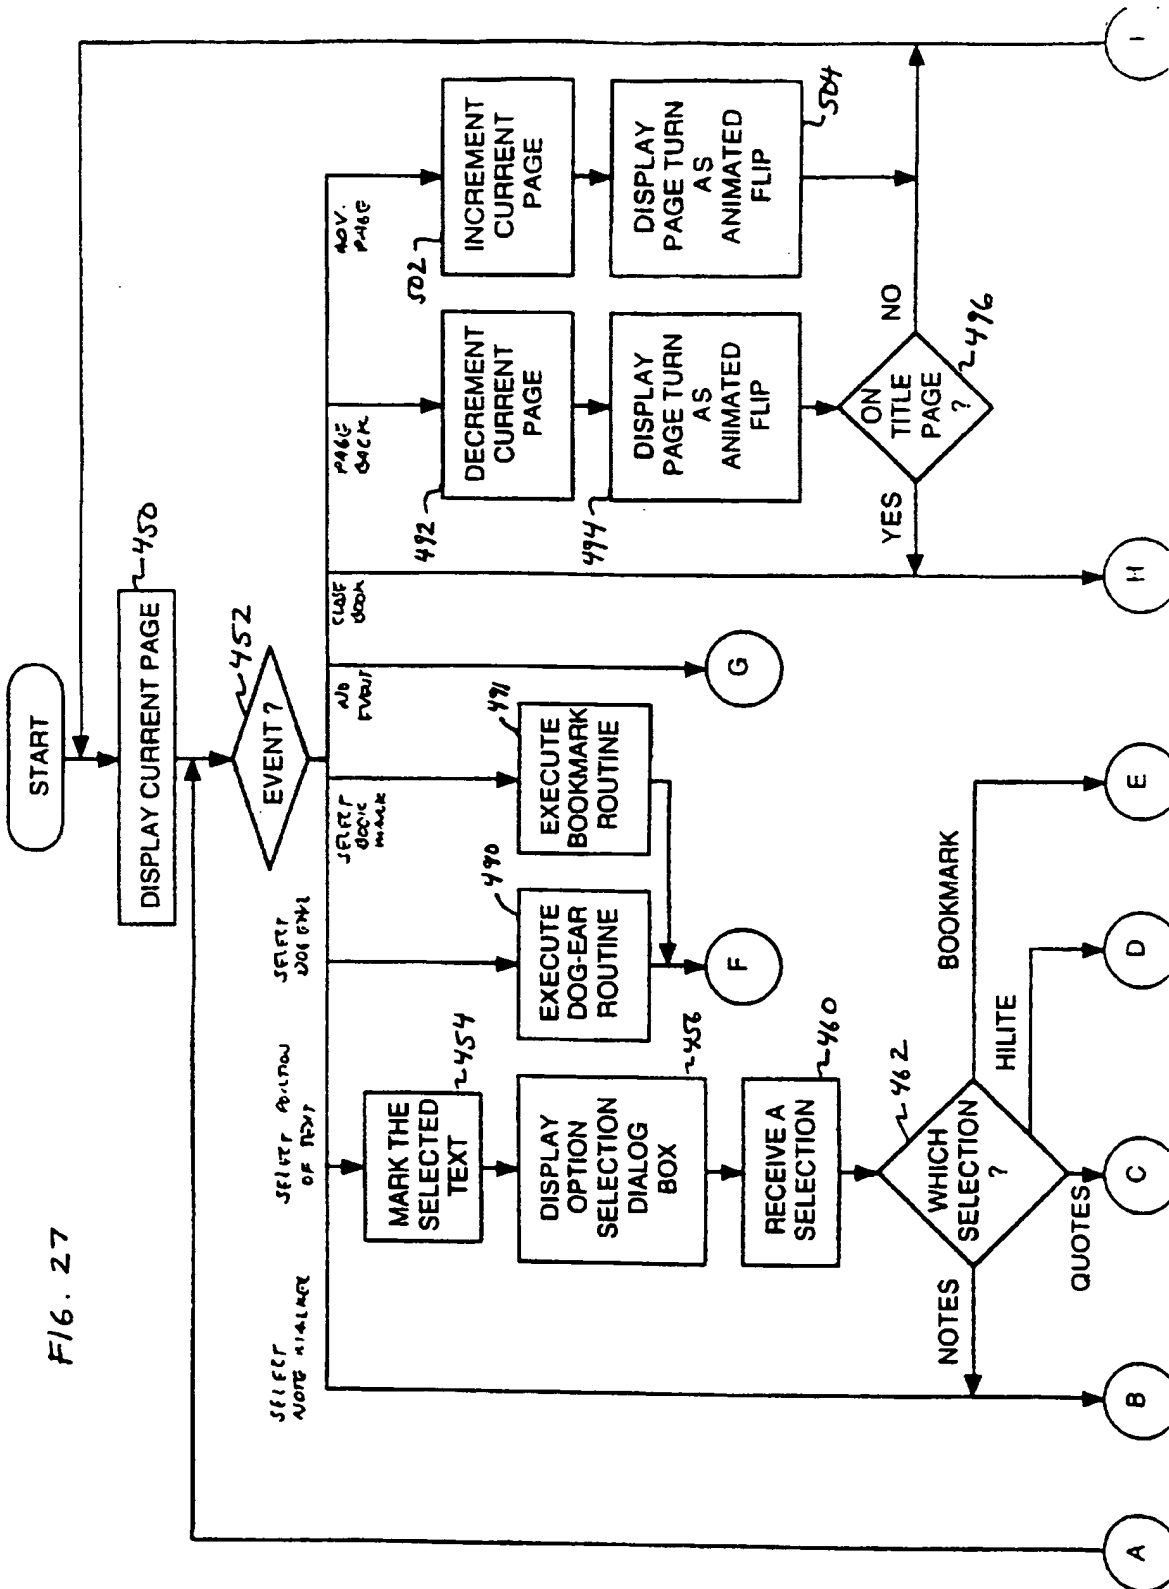 FIG. 27
START
DISPLAY CURRENT PAGE
450
EVENT?
452
SELECT
NOTE MARKER
SELECT PORTION
OF TEXT
SELECT
DOG EAR
SELECT
BOOK
MARK
NO
EVENT
CLOSE
BOOK
PAGE
BACK
ADV.
PAGE
MARK THE
SELECTED
TEXT
454
DISPLAY
OPTION
SELECTION
DIALOG
BOX
456
RECEIVE A
SELECTION
460
WHICH
SELECTION
?
462
NOTES
QUOTES
HILITE
BOOKMARK
490
EXECUTE
DOG-EAR
ROUTINE
491
EXECUTE
BOOKMARK
ROUTINE
F
G
492
DECREMENT
CURRENT
PAGE
494
DISPLAY
PAGE TURN
AS
ANIMATED
FLIP
ON
TITLE
PAGE
?
496
YES
NO
502
INCREMENT
CURRENT
PAGE
DISPLAY
PAGE TURN
AS
ANIMATED
FLIP
504
A
B
C
D
E
H
I